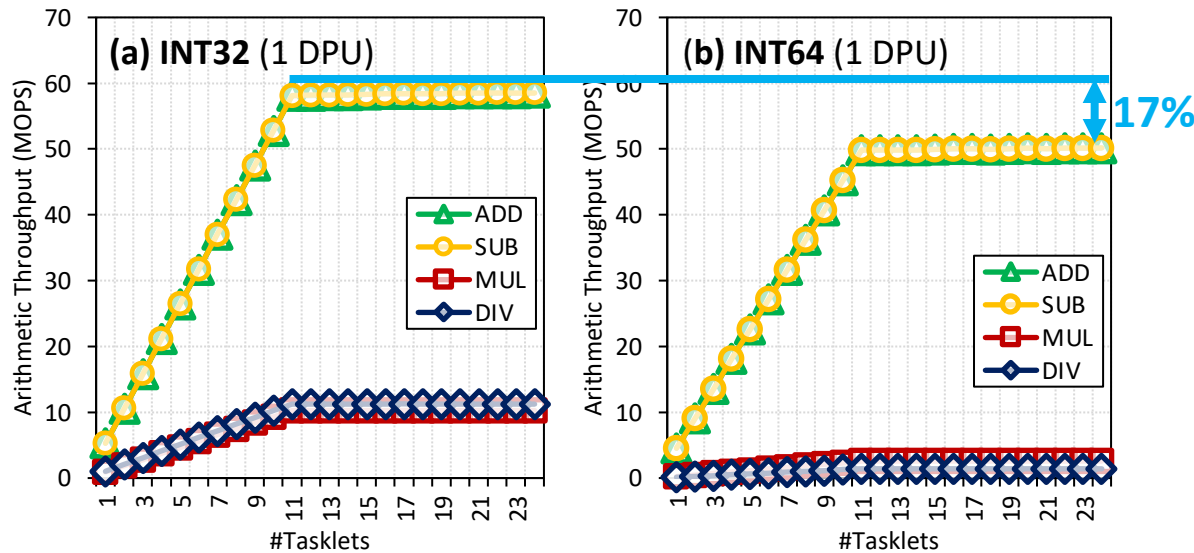 (a) INT32 (1 DPU)
Arithmetic Throughput (MOPS)
70
60
50
40
30
20
10
0
ADD
SUB
MUL
DIV
1 3 5 7 9 11 13 15 17 19 21 23
#Tasklets
(b) INT64 (1 DPU)
17%
Arithmetic Throughput (MOPS)
70
60
50
40
30
20
10
0
ADD
SUB
MUL
DIV
1 3 5 7 9 11 13 15 17 19 21 23
#Tasklets